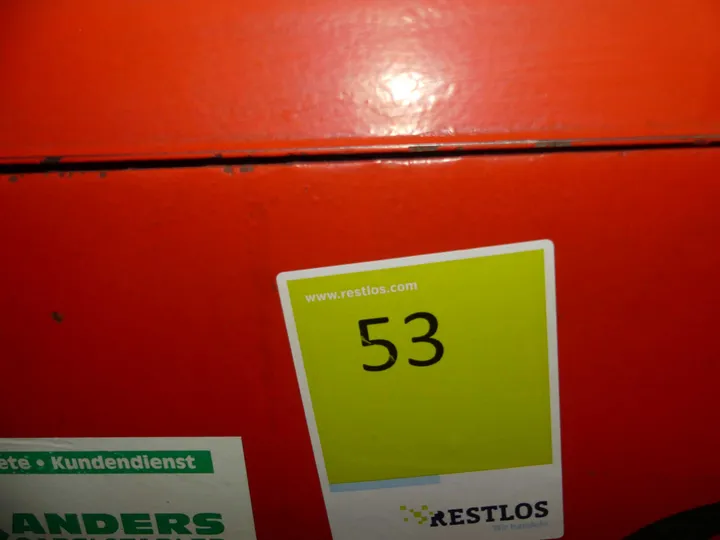 www.restlos.com
53
RESTLOS
ete • Kundendienst
ANDERS